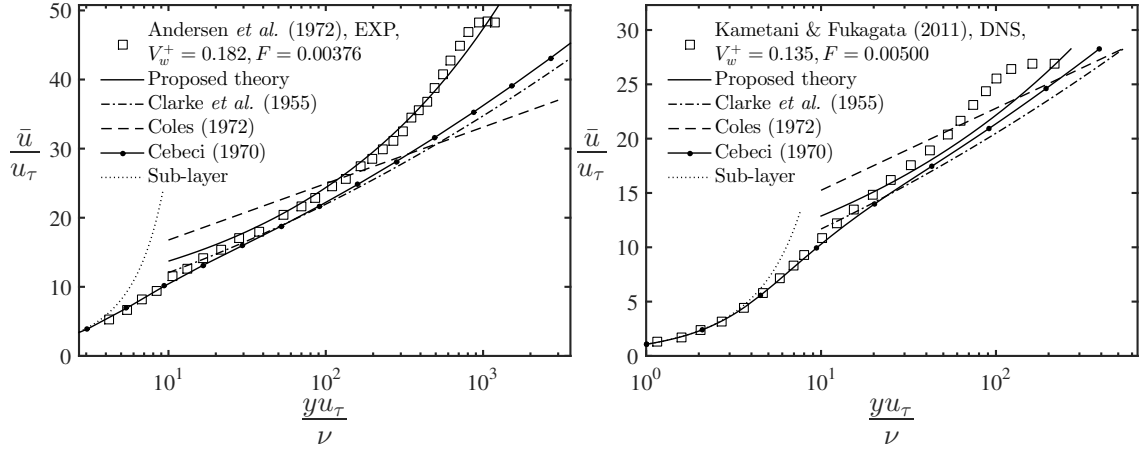 50
40
30
20
10
0
ū
u_τ
Andersen et al. (1972), EXP,
V_w^+ = 0.182, F = 0.00376
Proposed theory
Clarke et al. (1955)
Coles (1972)
Cebeci (1970)
Sub-layer
10^1
10^2
10^3
yu_τ
ν
30
25
20
15
10
5
0
ū
u_τ
Kametani & Fukagata (2011), DNS,
V_w^+ = 0.135, F = 0.00500
Proposed theory
Clarke et al. (1955)
Coles (1972)
Cebeci (1970)
Sub-layer
10^0
10^1
10^2
yu_τ
ν